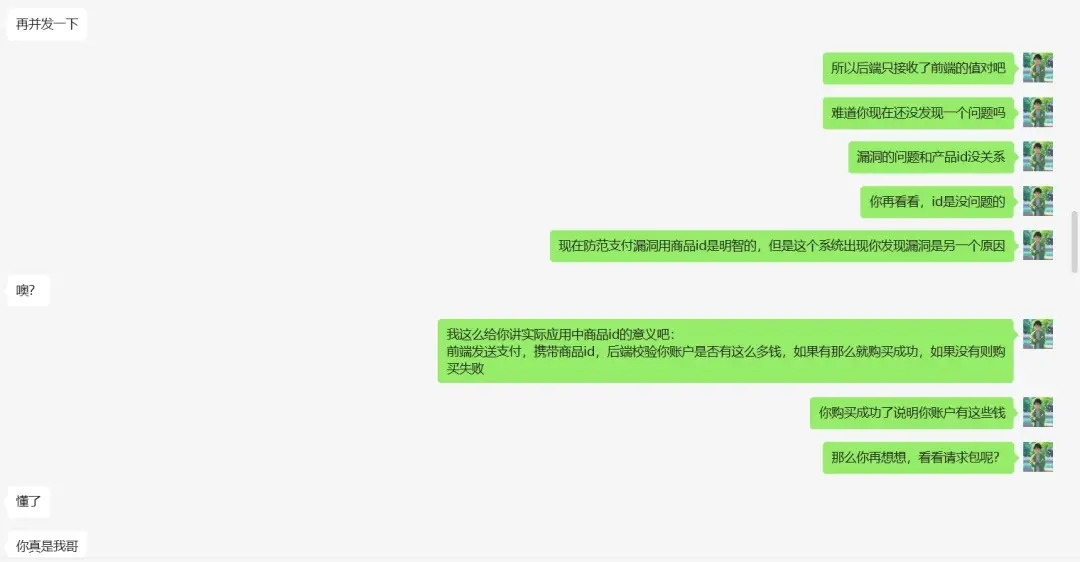 再并发一下
所以后端只接收了前端的值对吧
难道你现在还没发现一个问题吗
漏洞的问题和产品id没关系
你再看看，id是没问题的
现在防范支付漏洞用商品id是明智的，但是这个系统出现你发现漏洞是另一个原因
噢？
我这么给你讲实际应用中商品id的意义吧：
前端发送支付，携带商品id，后端校验你账户是否有这么多钱，如果有那么就购买成功，如果没有则购
买失败
你购买成功了说明你账户有这些钱
那么你再想想，看看请求包呢？
懂了
你真是我哥